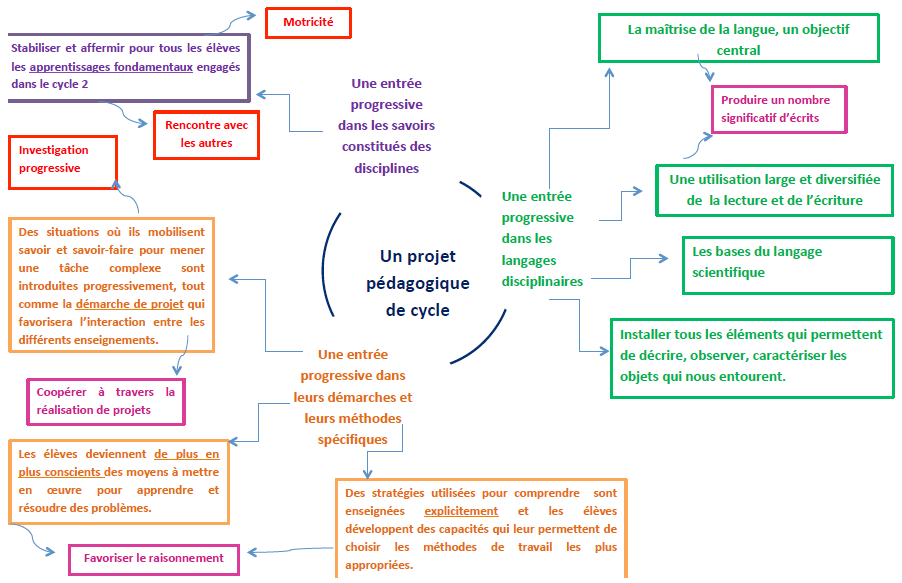 Motricité
Stabiliser et affermir pour tous les élèves
les apprentissages fondamentaux engagés
dans le cycle 2
Rencontre avec
les autres
Une entrée
progressive
dans les savoirs
constitués des
disciplines
Investigation
progressive
Des situations où ils mobilisent
savoir et savoir-faire pour mener
une tâche complexe sont
introduites progressivement, tout
comme la démarche de projet qui
favorisera l'interaction entre les
différents enseignements.
Coopérer à travers la
réalisation de projets
Les élèves deviennent de plus en
plus conscients des moyens à mettre
en œuvre pour apprendre et
résoudre des problèmes.
Favoriser le raisonnement
Un projet
pédagogique
de cycle
Une entrée
progressive dans
leurs démarches et
leurs méthodes
spécifiques
Des stratégies utilisées pour comprendre sont
enseignées explicitement et les élèves
développent des capacités qui leur permettent de
choisir les méthodes de travail les plus
appropriées.
Une entrée
progressive
dans les
langages
disciplinaires
La maîtrise de la langue, un objectif
central
Produire un nombre
significatif d'écrits
Une utilisation large et diversifiée
de la lecture et de l'écriture
Les bases du langage
scientifique
Installer tous les éléments qui permettent
de décrire, observer, caractériser les
objets qui nous entourent.